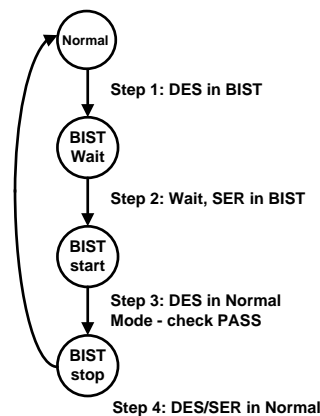 Normal
Step 1: DES in BIST
BIST
Wait
Step 2: Wait, SER in BIST
BIST
start
Step 3: DES in Normal
Mode - check PASS
BIST
stop
Step 4: DES/SER in Normal